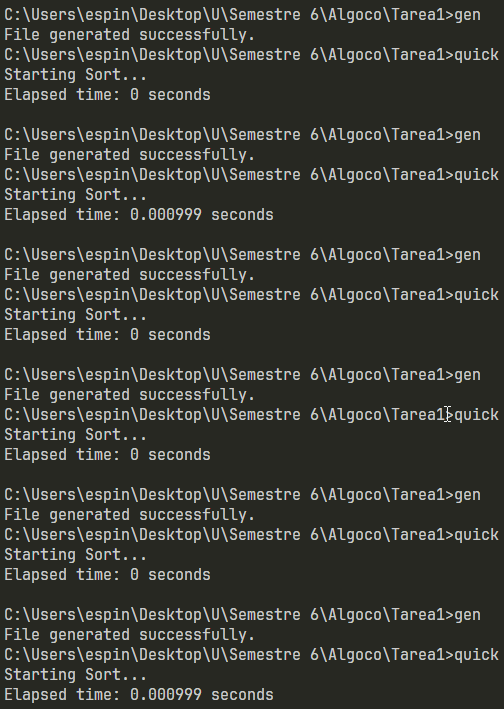 C:\Users\espin\Desktop\U\Semestre 6\Algoco\Tarea1>gen
File generated successfully.
C:\Users\espin\Desktop\U\Semestre 6\Algoco\Tarea1>quick
Starting Sort...
Elapsed time: 0 seconds
C:\Users\espin\Desktop\U\Semestre 6\Algoco\Tarea1>gen
File generated successfully.
C:\Users\espin\Desktop\U\Semestre 6\Algoco\Tarea1>quick
Starting Sort...
Elapsed time: 0.000999 seconds
C:\Users\espin\Desktop\U\Semestre 6\Algoco\Tarea1>gen
File generated successfully.
C:\Users\espin\Desktop\U\Semestre 6\Algoco\Tarea1>quick
Starting Sort...
Elapsed time: 0 seconds
C:\Users\espin\Desktop\U\Semestre 6\Algoco\Tarea1>gen
File generated successfully.
C:\Users\espin\Desktop\U\Semestre 6\Algoco\Tarea1>quick
Starting Sort...
Elapsed time: 0 seconds
C:\Users\espin\Desktop\U\Semestre 6\Algoco\Tarea1>gen
File generated successfully.
C:\Users\espin\Desktop\U\Semestre 6\Algoco\Tarea1>quick
Starting Sort...
Elapsed time: 0 seconds
C:\Users\espin\Desktop\U\Semestre 6\Algoco\Tarea1>gen
File generated successfully.
C:\Users\espin\Desktop\U\Semestre 6\Algoco\Tarea1>quick
Starting Sort...
Elapsed time: 0.000999 seconds